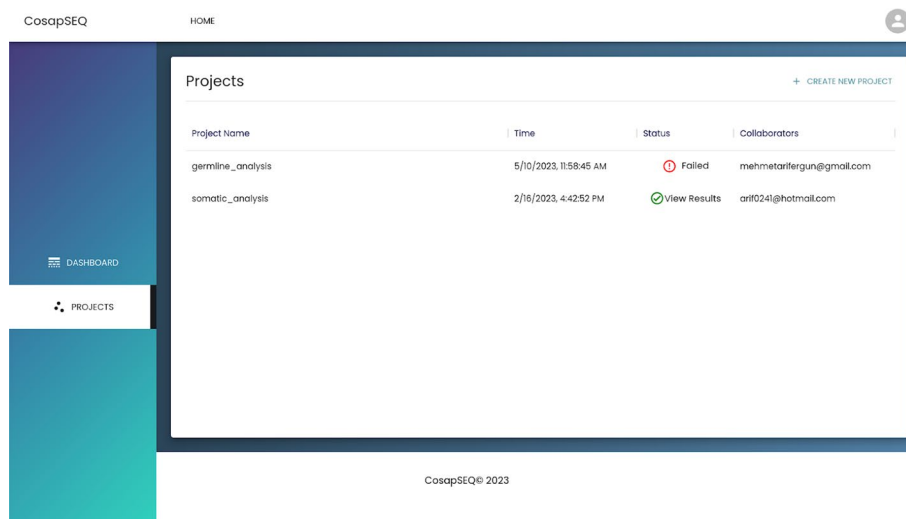 CosapSEQ HOME
Projects + CREATE NEW PROJECT
Project Name Time Status Collaborators
germline_analysis 5/10/2023, 11:58:45 AM Failed mehmetarifergun@gmail.com
somatic_analysis 2/16/2023, 4:42:52 PM View Results arif0241@hotmail.com
DASHBOARD
PROJECTS
CosapSEQ© 2023